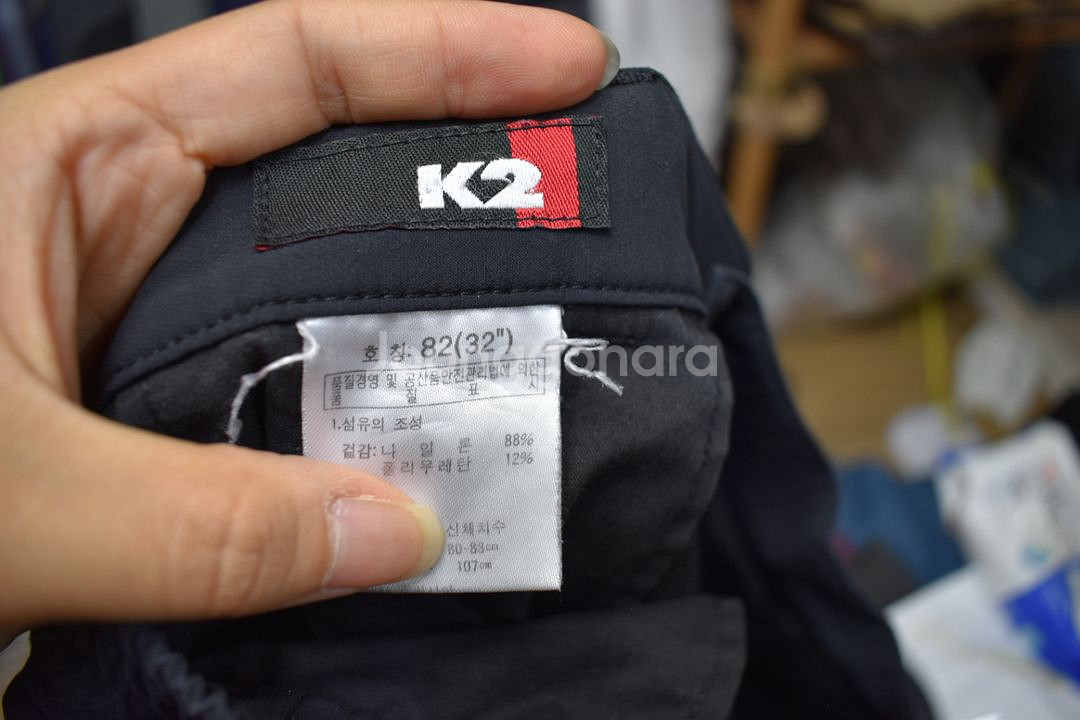 K2
호 칭: 82(32")
품질경영 및 공산품안전관리법에 의한
품 질 표 시
1.섬유의 조성
겉감: 나 일 론 88%
폴리우레탄 12%
신체치수
80-83cm
107cm